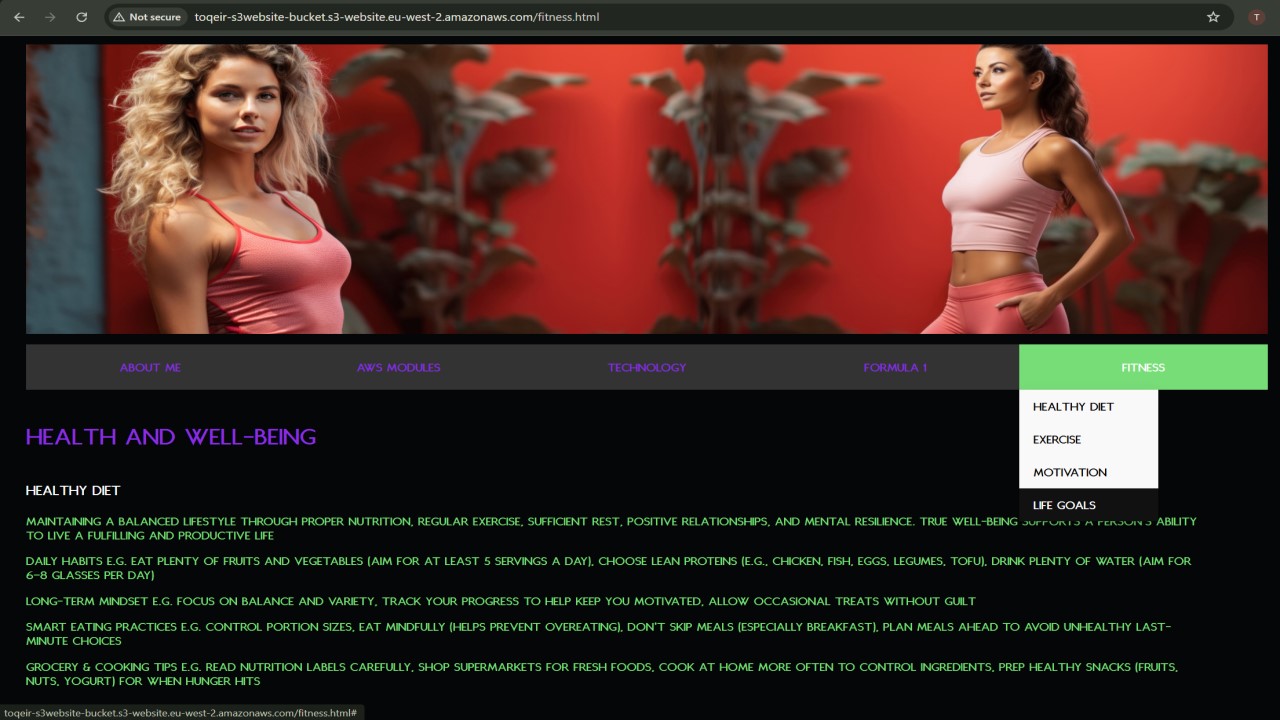 Not secure
toqeir-s3website-bucket.s3-website.eu-west-2.amazonaws.com/fitness.html
T
ABOUT ME
AWS MODULES
TECHNOLOGY
FORMULA 1
FITNESS
HEALTHY DIET
EXERCISE
MOTIVATION
LIFE GOALS
HEALTH AND WELL-BEING
HEALTHY DIET
MAINTAINING A BALANCED LIFESTYLE THROUGH PROPER NUTRITION, REGULAR EXERCISE, SUFFICIENT REST, POSITIVE RELATIONSHIPS, AND MENTAL RESILIENCE. TRUE WELL-BEING SUPPORTS A PERSON'S ABILITY
TO LIVE A FULFILLING AND PRODUCTIVE LIFE
DAILY HABITS E.G. EAT PLENTY OF FRUITS AND VEGETABLES (AIM FOR AT LEAST 5 SERVINGS A DAY), CHOOSE LEAN PROTEINS (E.G., CHICKEN, FISH, EGGS, LEGUMES, TOFU), DRINK PLENTY OF WATER (AIM FOR
6-8 GLASSES PER DAY)
LONG-TERM MINDSET E.G. FOCUS ON BALANCE AND VARIETY, TRACK YOUR PROGRESS TO HELP KEEP YOU MOTIVATED, ALLOW OCCASIONAL TREATS WITHOUT GUILT
SMART EATING PRACTICES E.G. CONTROL PORTION SIZES, EAT MINDFULLY (HELPS PREVENT OVEREATING), DON'T SKIP MEALS (ESPECIALLY BREAKFAST), PLAN MEALS AHEAD TO AVOID UNHEALTHY LAST-
MINUTE CHOICES
GROCERY & COOKING TIPS E.G. READ NUTRITION LABELS CAREFULLY, SHOP SUPERMARKETS FOR FRESH FOODS, COOK AT HOME MORE OFTEN TO CONTROL INGREDIENTS, PREP HEALTHY SNACKS (FRUITS,
NUTS, YOGURT) FOR WHEN HUNGER HITS
toqeir-s3website-bucket.s3-website.eu-west-2.amazonaws.com/fitness.html#